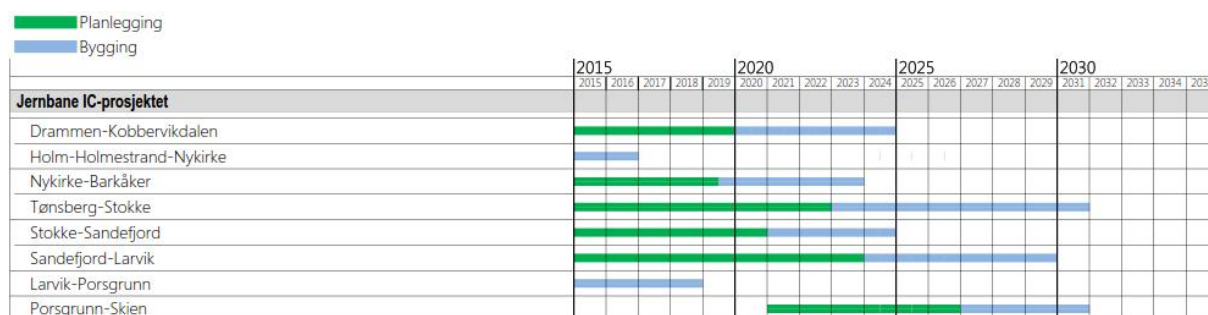 Planlegging
Bygging
2015 2020 2025 2030
2015 2016 2017 2018 2019 2020 2021 2022 2023 2024 2025 2026 2027 2028 2029 2031 2032 2033 2034 203
Jernbane IC-prosjektet
Drammen-Kobbervikdalen
Holm-Holmestrand-Nykirke
Nykirke-Barkåker
Tønsberg-Stokke
Stokke-Sandefjord
Sandefjord-Larvik
Larvik-Porsgrunn
Porsgrunn-Skien